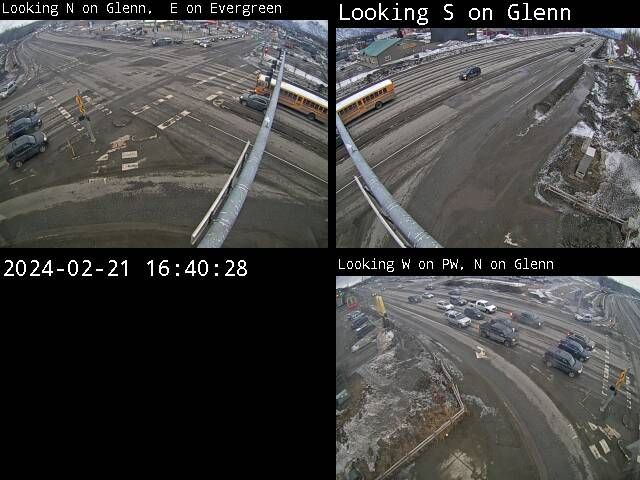 Looking N on Glenn, E on Evergreen
Looking S on Glenn
2024-02-21 16:40:28
Looking W on PW, N on Glenn